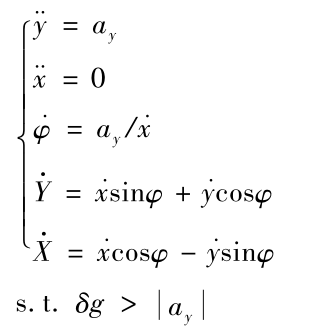 ÿ = a_y
ẍ = 0
φ̇ = a_y/ẋ
Ẏ = ẋsinφ + ẏcosφ
Ẋ = ẋcosφ − ẏsinφ
s. t. δg > |a_y|